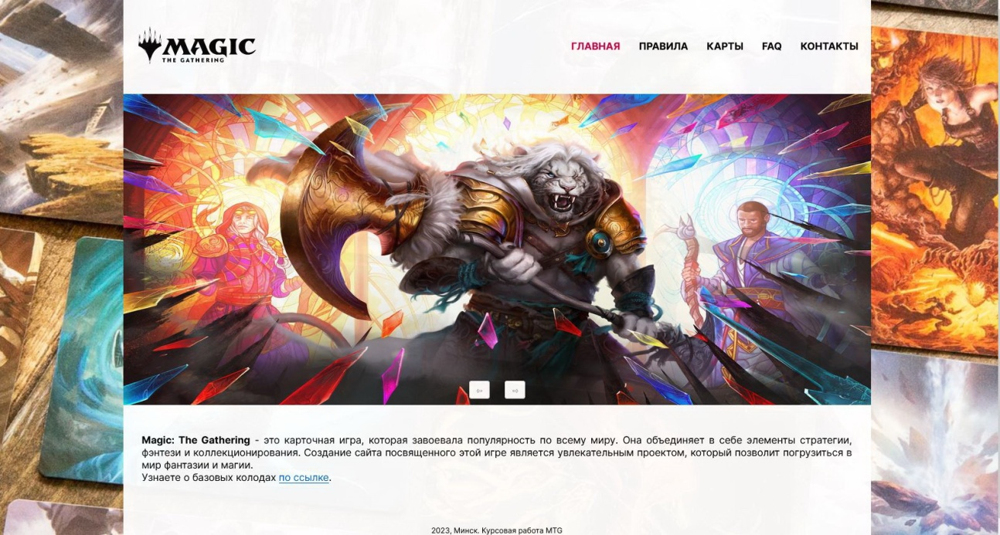 MAGIC
THE GATHERING
ГЛАВНАЯ ПРАВИЛА КАРТЫ FAQ КОНТАКТЫ
⇦ ⇨
Magic: The Gathering - это карточная игра, которая завоевала популярность по всему миру. Она объединяет в себе элементы стратегии,
фэнтези и коллекционирования. Создание сайта посвященного этой игре является увлекательным проектом, который позволит погрузиться в
мир фантазии и магии.
Узнаете о базовых колодах по ссылке.
2023, Минск. Курсовая работа MTG